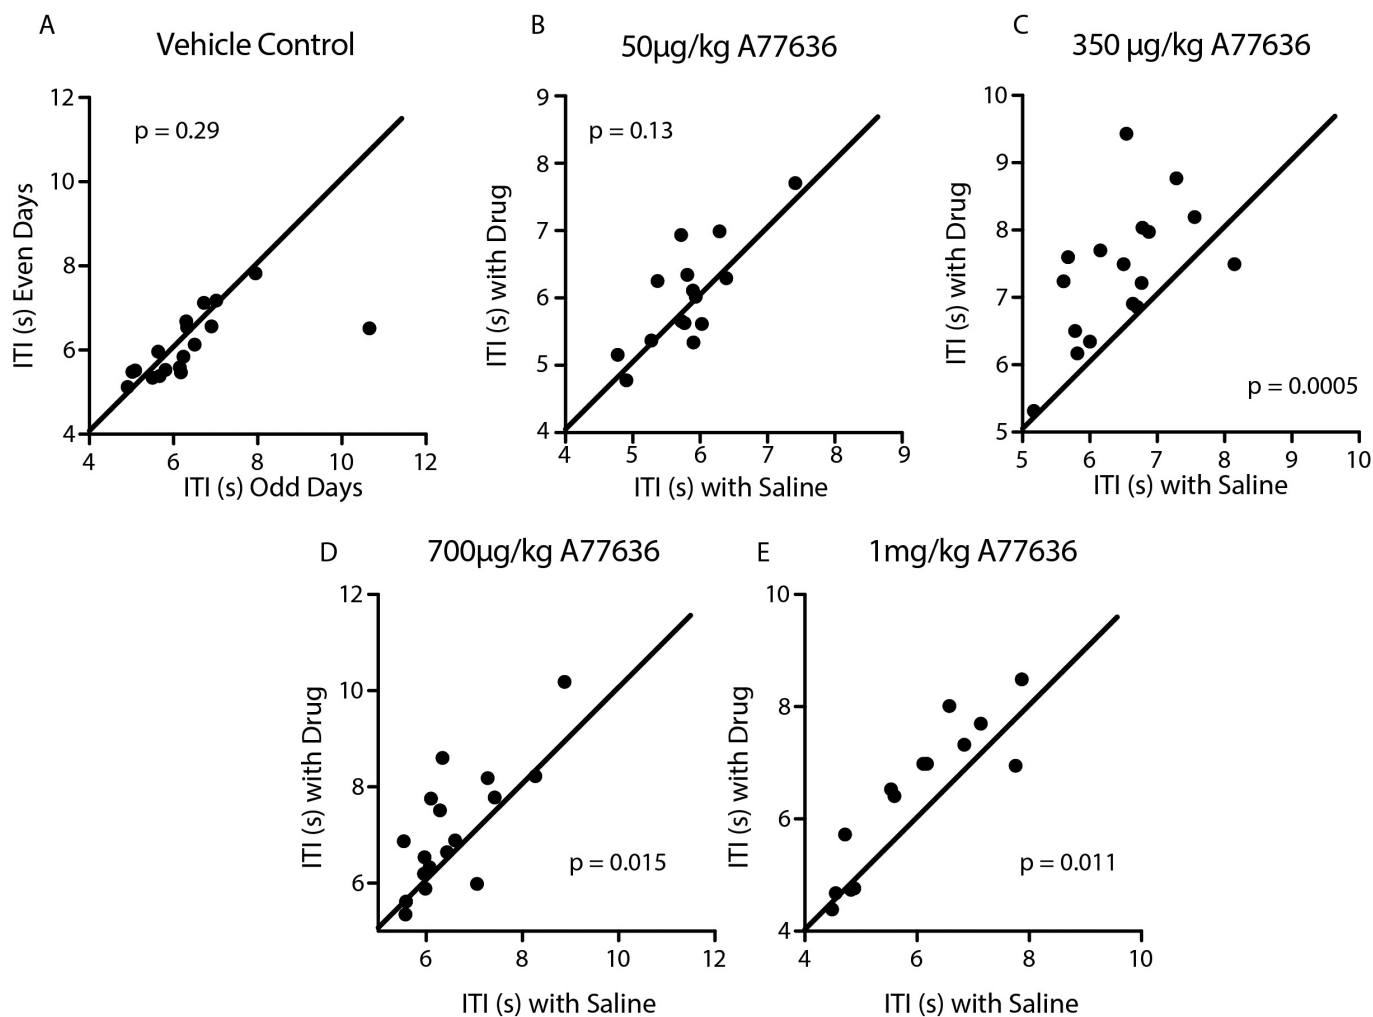 A
Vehicle Control
12
10
8
6
4
p = 0.29
ITI (s) Even Days
4 6 8 10 12
ITI (s) Odd Days
B
50µg/kg A77636
9
8
7
6
5
4
p = 0.13
ITI (s) with Drug
4 5 6 7 8 9
ITI (s) with Saline
C
350 µg/kg A77636
10
9
8
7
6
5
p = 0.0005
ITI (s) with Drug
5 6 7 8 9 10
ITI (s) with Saline
D
700µg/kg A77636
12
10
8
6
p = 0.015
ITI (s) with Drug
6 8 10 12
ITI (s) with Saline
E
1mg/kg A77636
10
8
6
4
p = 0.011
ITI (s) with Drug
4 6 8 10
ITI (s) with Saline